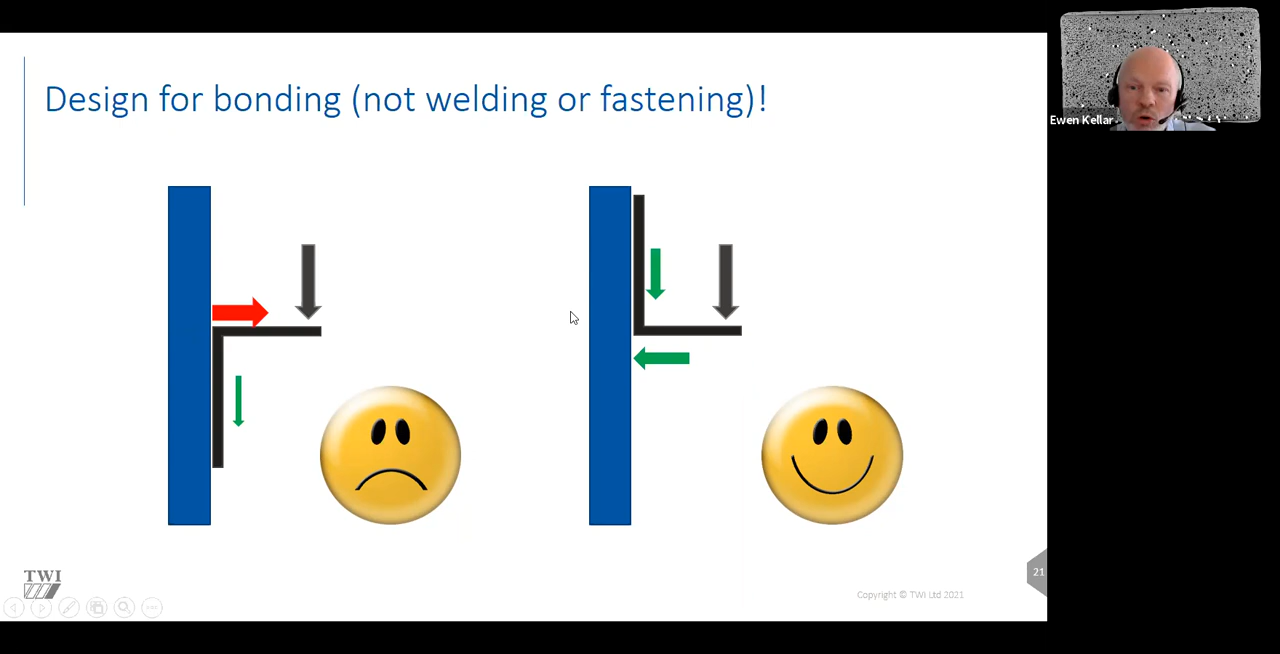 Design for bonding (not welding or fastening)!
Ewen Kellar
TWI
21
Copyright © TWI Ltd 2021